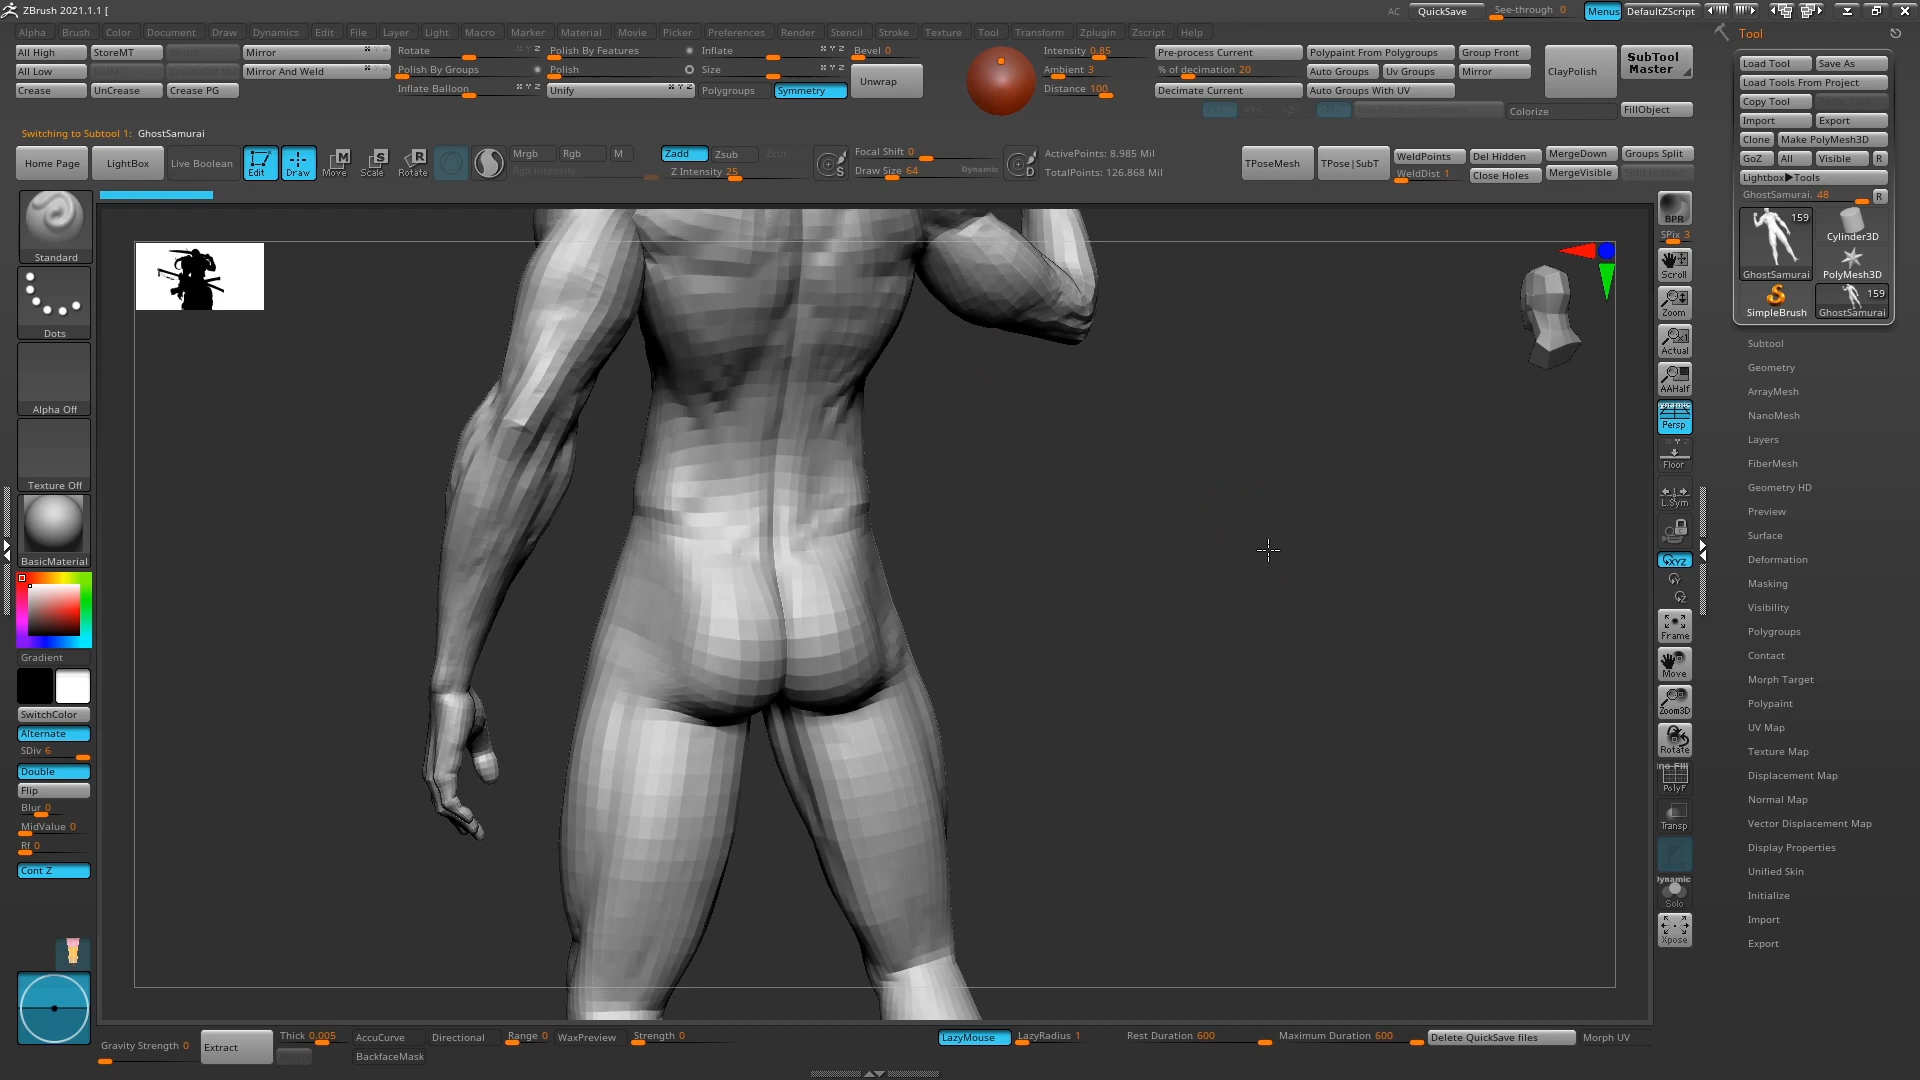 ZBrush 2021.1.1 [
AC QuickSave See-through 0 Menus DefaultZScript
Alpha Brush Color Document Draw Dynamics Edit File Layer Light Macro Marker Material Movie Picker Preferences Render Stencil Stroke Texture Tool Transform Zplugin Zscript Help
All High StoreMT Mirror
All Low Mirror And Weld
Crease UnCrease Crease PG
Rotate
Polish By Groups
Inflate Balloon
Polish By Features
Polish
Unify
Inflate
Size
Polygroups Symmetry
Bevel 0
Unwrap
Intensity 0.85
Ambient 3
Distance 100
Pre-process Current
% of decimation 20
Decimate Current
Polypaint From Polygroups Group Front
Auto Groups Uv Groups Mirror
Auto Groups With UV
ClayPolish
SubTool
Master
Colorize FillObject
Switching to Subtool 1: GhostSamurai
Home Page LightBox Live Boolean Edit Draw Move Scale Rotate
Mrgb Rgb M
Rgb Intensity
Zadd Zsub Zcut
Z Intensity 25
Focal Shift 0
Draw Size 64 Dynamic
ActivePoints: 8.985 Mil
TotalPoints: 126.868 Mil
TPoseMesh TPose|SubT
WeldPoints Del Hidden MergeDown Groups Split
WeldDist 1 Close Holes MergeVisible Split Hidden
Standard
Dots
Alpha Off
Texture Off
BasicMaterial
Gradient
SwitchColor
Alternate
SDiv 6
Double
Flip
Blur 0
MidValue 0
Rf 0
Cont Z
BPR
SPix 3
Scroll
Zoom
Actual
AAHalf
Dynamic
Persp
Floor
L.Sym
XYZ
Frame
Move
Zoom3D
Rotate
Line Fill
PolyF
Transp
Dynamic
Solo
Xpose
Tool
Load Tool Save As
Load Tools From Project
Copy Tool
Import Export
Clone Make PolyMesh3D
GoZ All Visible R
Lightbox▶Tools
GhostSamurai. 48 R
159
GhostSamurai
Cylinder3D
PolyMesh3D
SimpleBrush
159
GhostSamurai
Subtool
Geometry
ArrayMesh
NanoMesh
Layers
FiberMesh
Geometry HD
Preview
Surface
Deformation
Masking
Visibility
Polygroups
Contact
Morph Target
Polypaint
UV Map
Texture Map
Displacement Map
Normal Map
Vector Displacement Map
Display Properties
Unified Skin
Initialize
Import
Export
Gravity Strength 0 Extract Thick 0.005
AccuCurve Directional Range 0 WaxPreview Strength 0
BackfaceMask
LazyMouse LazyRadius 1 Rest Duration 600 Maximum Duration 600 Delete QuickSave files Morph UV